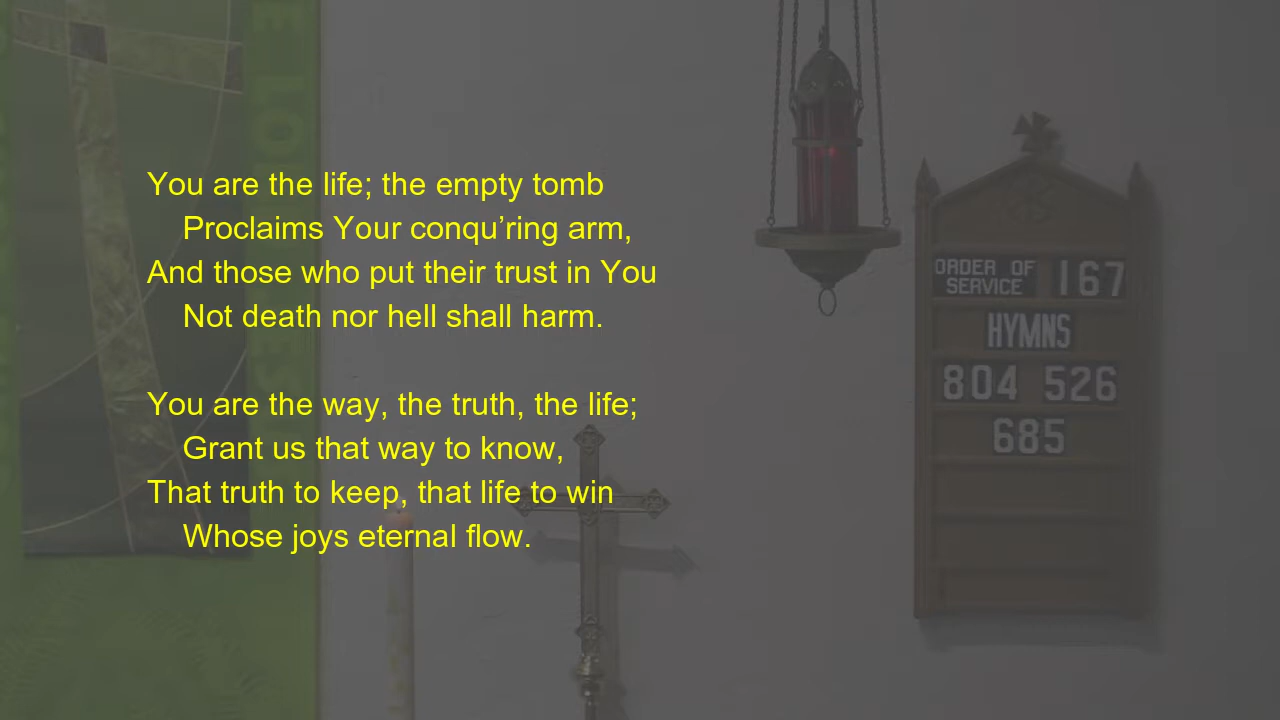 You are the life; the empty tomb
Proclaims Your conqu’ring arm,
And those who put their trust in You
Not death nor hell shall harm.
You are the way, the truth, the life;
Grant us that way to know,
That truth to keep, that life to win
Whose joys eternal flow.
ORDER OF SERVICE 167
HYMNS
804 526
685